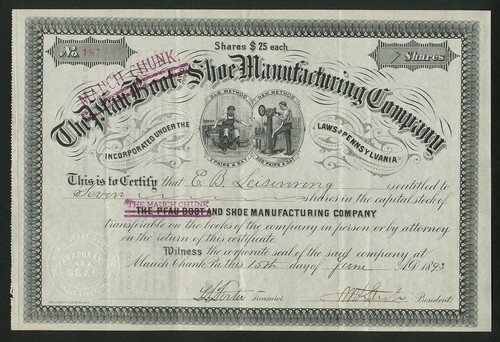 Shares $25 each
No. 187
7 Shares
MAUCH CHUNK.
The Pfau Boot and Shoe Manufacturing Company
OLD METHOD NEW METHOD
INCORPORATED UNDER THE LAWS OF PENNSYLVANIA
2 PAIRS A DAY 300 PAIRS A DAY
This is to Certify that E B Leisenring is entitled to
Seven shares in the capital stock of
THE MAUCH CHUNK
THE PFAU BOOT AND SHOE MANUFACTURING COMPANY
transferable on the books of the company in person or by attorney
on the return of this certificate.
Witness the corporate seal of the said company at
Mauch Chunk, Pa. this 15th day of June 1893
Treasurer
President